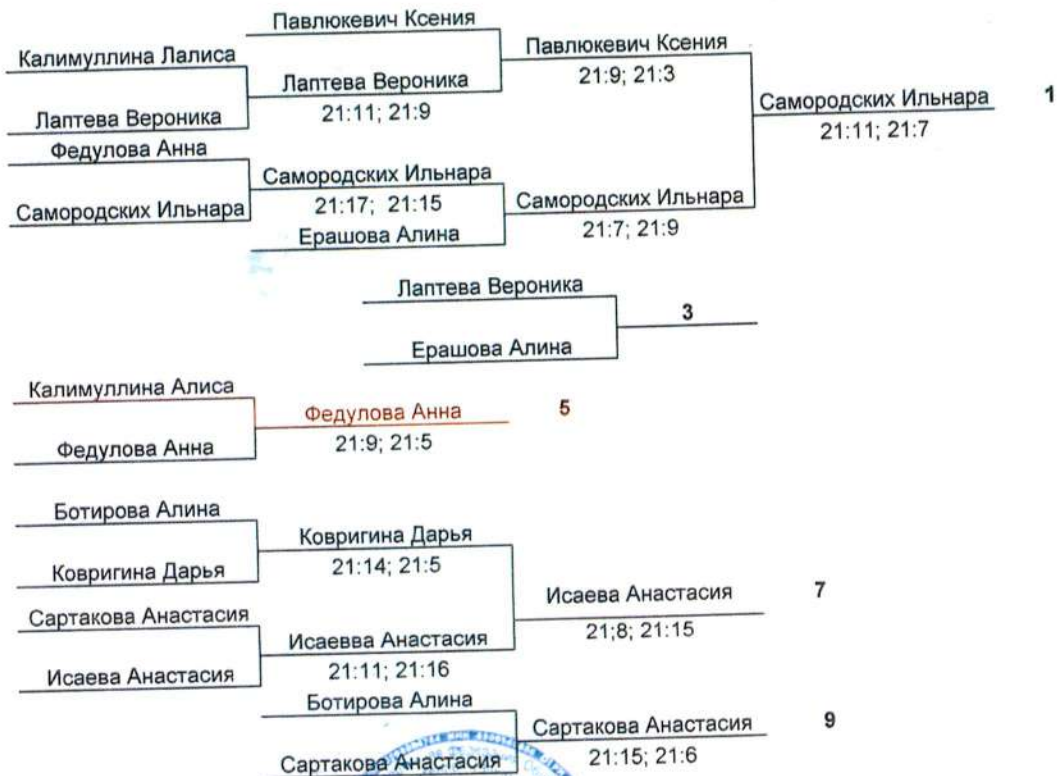 Павлюкевич Ксения
Калимуллина Лалиса
Павлюкевич Ксения
Лаптева Вероника
21:9; 21:3
Лаптева Вероника
21:11; 21:9
Самородских Ильнара
1
Федулова Анна
21:11; 21:7
Самородских Ильнара
Самородских Ильнара
21:17; 21:15
Самородских Ильнара
Ерашова Алина
21:7; 21:9
Лаптева Вероника
3
Ерашова Алина
Калимуллина Алиса
Федулова Анна
5
Федулова Анна
21:9; 21:5
Ботирова Алина
Ковригина Дарья
Ковригина Дарья
21:14; 21:5
Исаева Анастасия
7
Сартакова Анастасия
21;8; 21:15
Исаевва Анастасия
Исаева Анастасия
21:11; 21:16
Ботирова Алина
Сартакова Анастасия
9
Сартакова Анастасия
21:15; 21:6